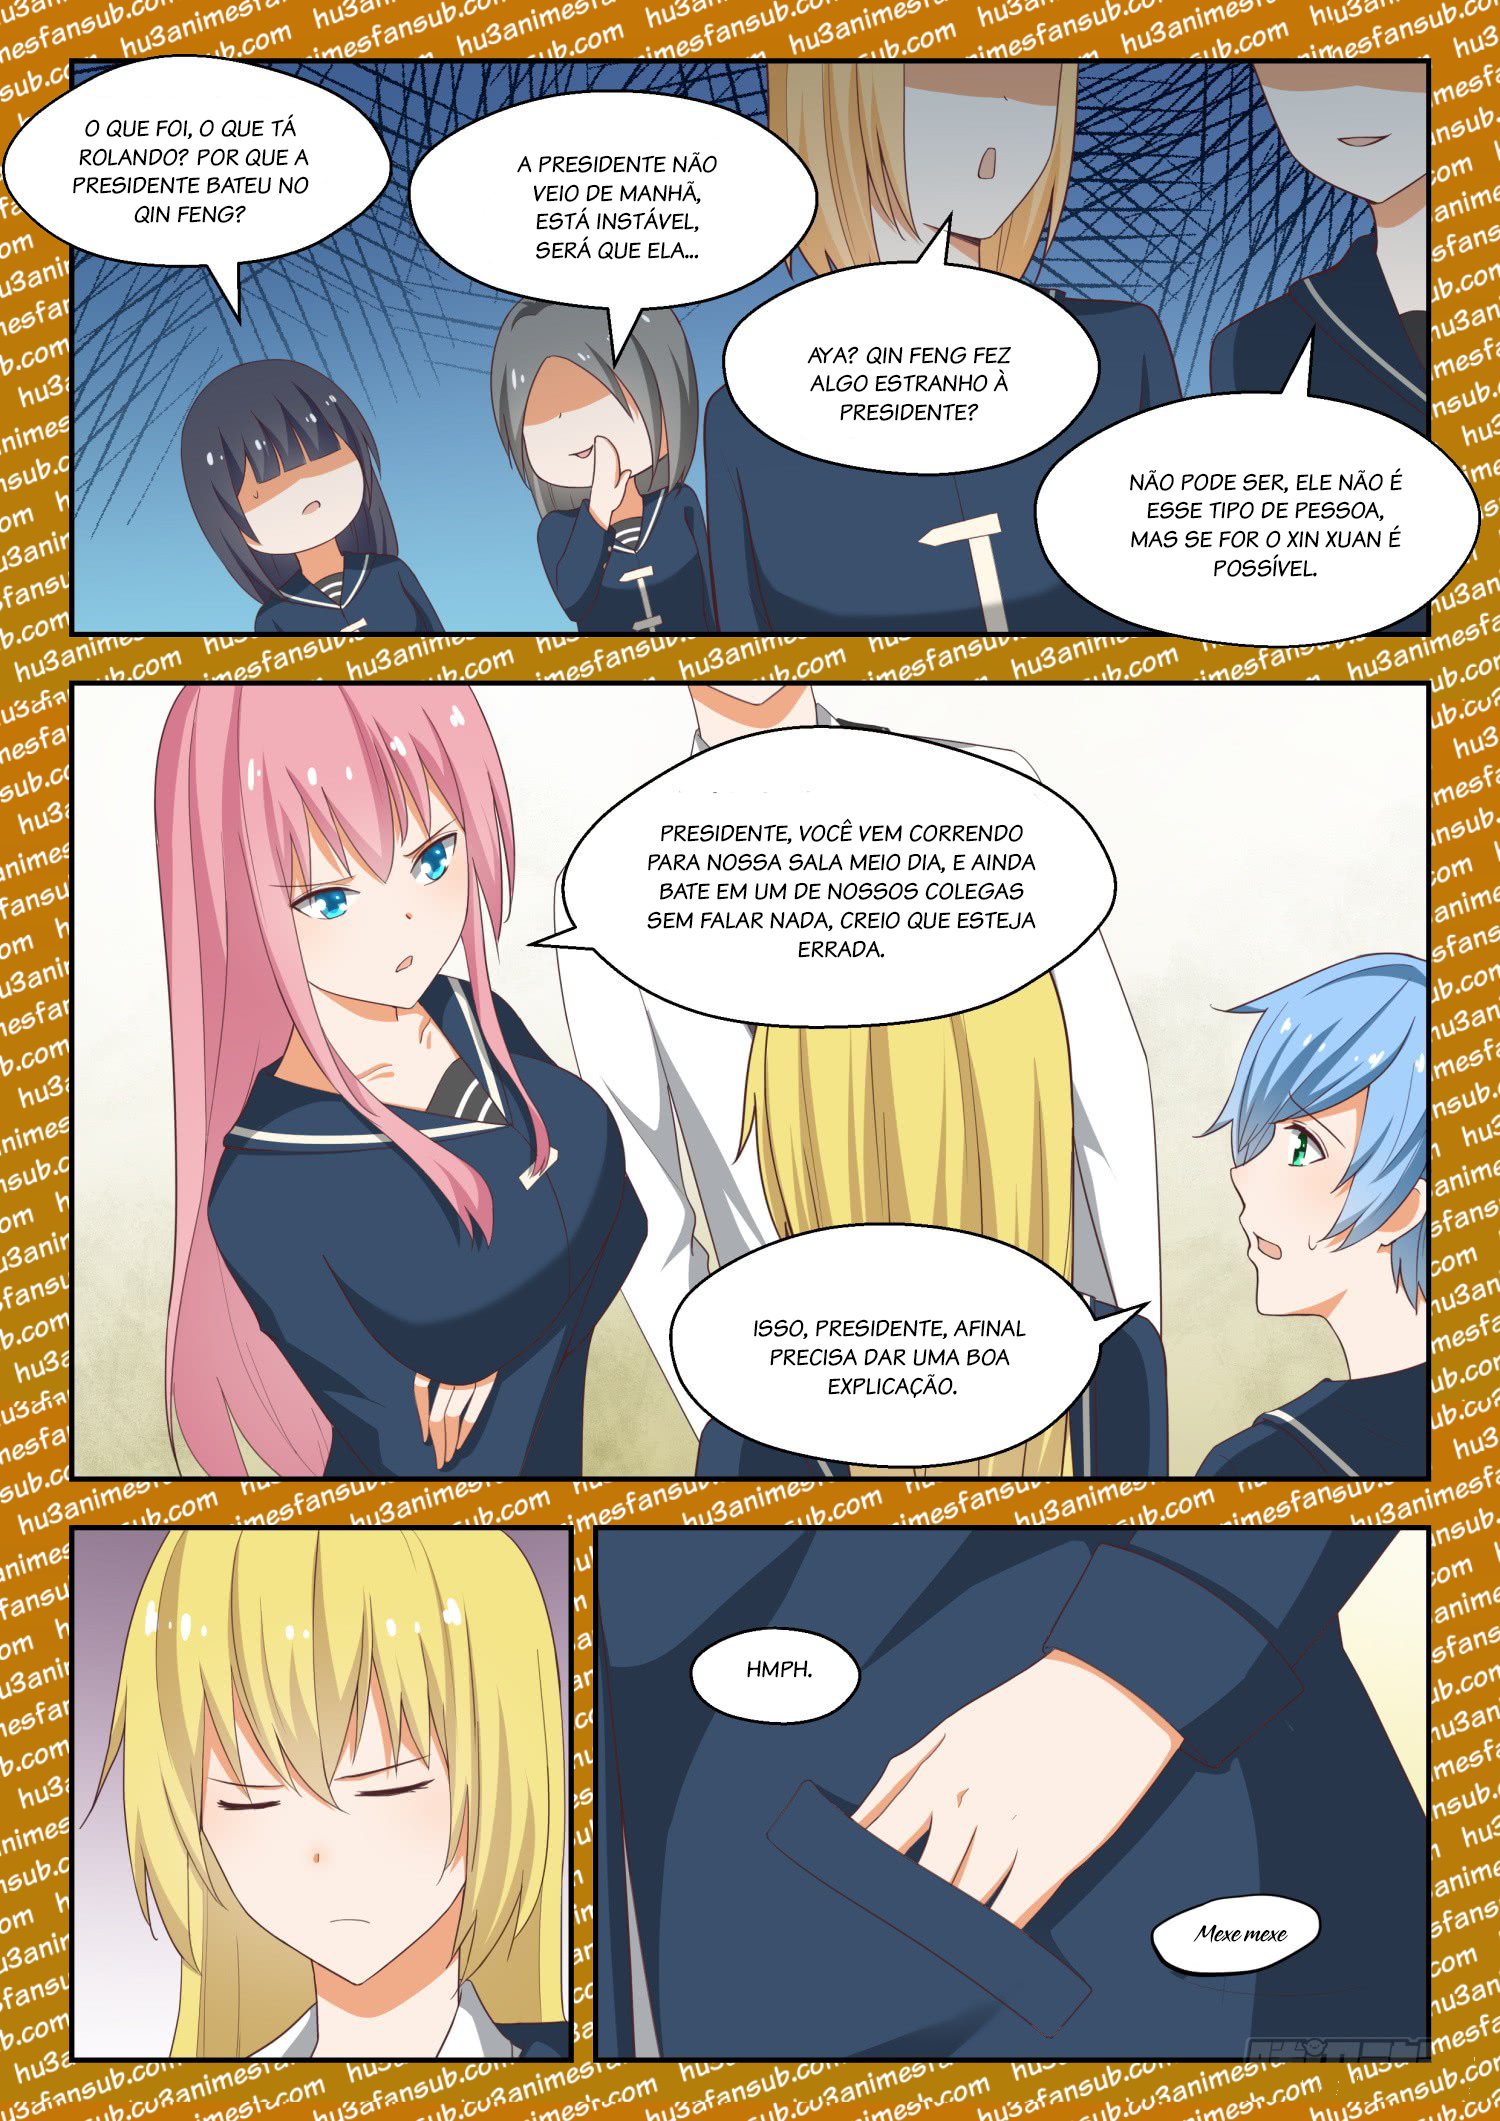 O QUE FOI, O QUE TÁ
ROLANDO? POR QUE A
PRESIDENTE BATEU NO
QIN FENG?
A PRESIDENTE NÃO
VEIO DE MANHÃ,
ESTÁ INSTÁVEL,
SERÁ QUE ELA...
AYA? QIN FENG FEZ
ALGO ESTRANHO À
PRESIDENTE?
NÃO PODE SER, ELE NÃO É
ESSE TIPO DE PESSOA,
MAS SE FOR O XIN XUAN É
POSSÍVEL.
PRESIDENTE, VOCÊ VEM CORRENDO
PARA NOSSA SALA MEIO DIA, E AINDA
BATE EM UM DE NOSSOS COLEGAS
SEM FALAR NADA, CREIO QUE ESTEJA
ERRADA.
ISSO, PRESIDENTE, AFINAL
PRECISA DAR UMA BOA
EXPLICAÇÃO.
HMPH.
Mexe mexe
hu3animesfansub.com